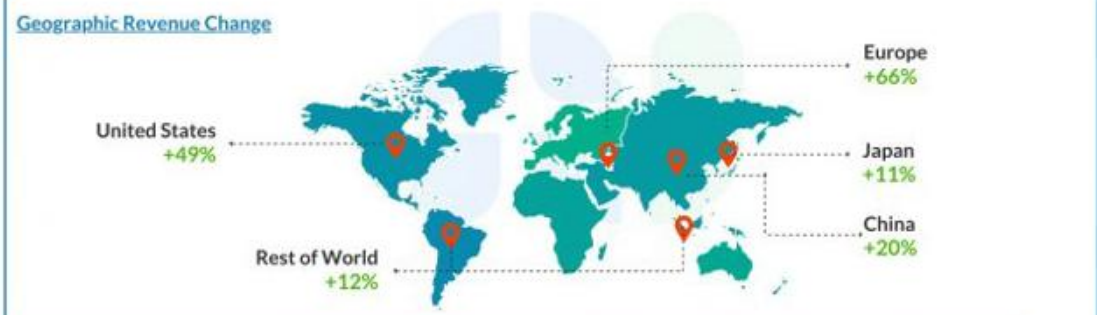 Geographic Revenue Change
Europe
+66%
United States
+49%
Japan
+11%
China
+20%
Rest of World
+12%